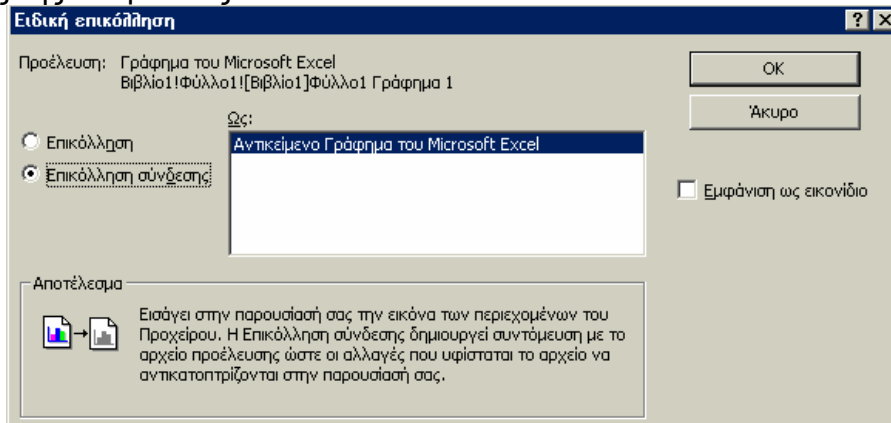 Ειδική επικόλληση
Προέλευση: Γράφημα του Microsoft Excel
Βιβλίο1!Φύλλο1![Βιβλίο1]Φύλλο1 Γράφημα 1
OK
Άκυρο
Ως:
Επικόλληση
Αντικείμενο Γράφημα του Microsoft Excel
Επικόλληση σύνδεσης
Εμφάνιση ως εικονίδιο
Αποτέλεσμα
Εισάγει στην παρουσίασή σας την εικόνα των περιεχομένων του
Προχείρου. Η Επικόλληση σύνδεσης δημιουργεί συντόμευση με το
αρχείο προέλευσης ώστε οι αλλαγές που υφίσταται το αρχείο να
αντικατοπτρίζονται στην παρουσίασή σας.